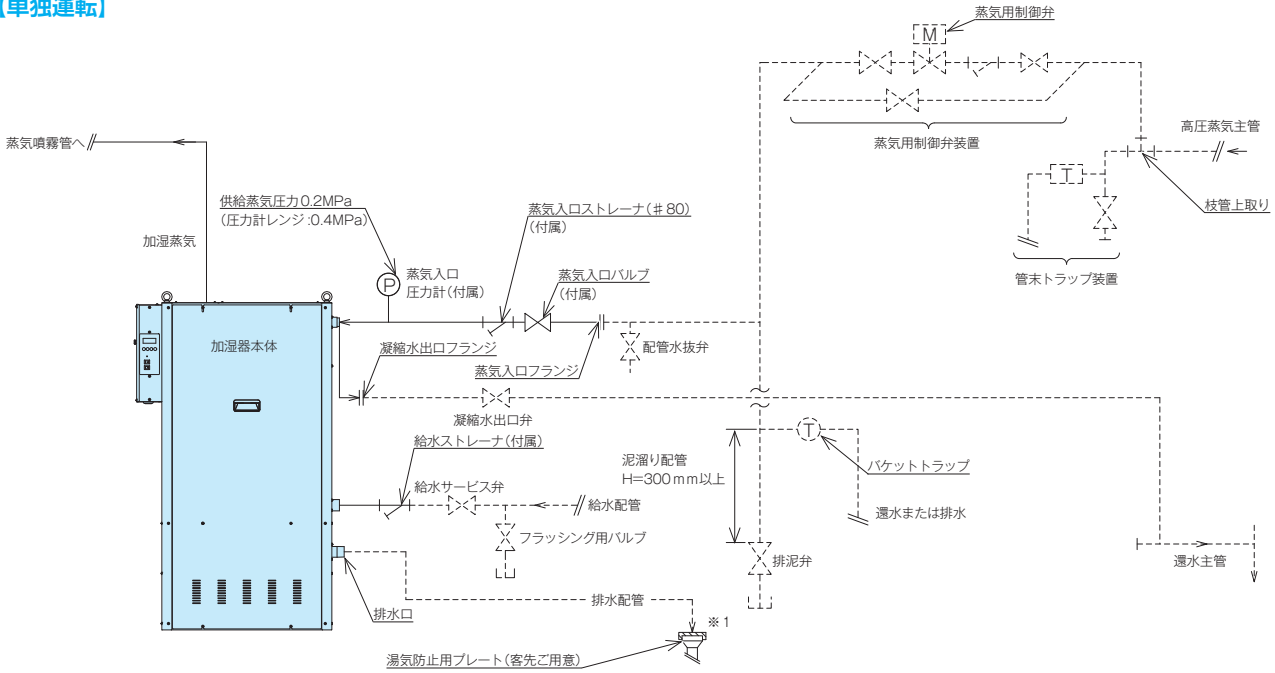 【単独運転】
蒸気用制御弁
M
蒸気用制御弁装置
高圧蒸気主管
T
枝管上取り
管末トラップ装置
蒸気噴霧管へ
加湿蒸気
供給蒸気圧力0.2MPa
(圧力計レンジ:0.4MPa)
P
蒸気入口
圧力計(付属)
蒸気入口ストレーナ(♯80)
(付属)
蒸気入口バルブ
(付属)
加湿器本体
凝縮水出口フランジ
蒸気入口フランジ
配管水抜弁
凝縮水出口弁
給水ストレーナ(付属)
給水サービス弁
給水配管
フラッシング用バルブ
泥溜り配管
H=300mm以上
T
バケットトラップ
還水または排水
排泥弁
還水主管
排水配管
排水口
※1
湯気防止用プレート(客先ご用意)